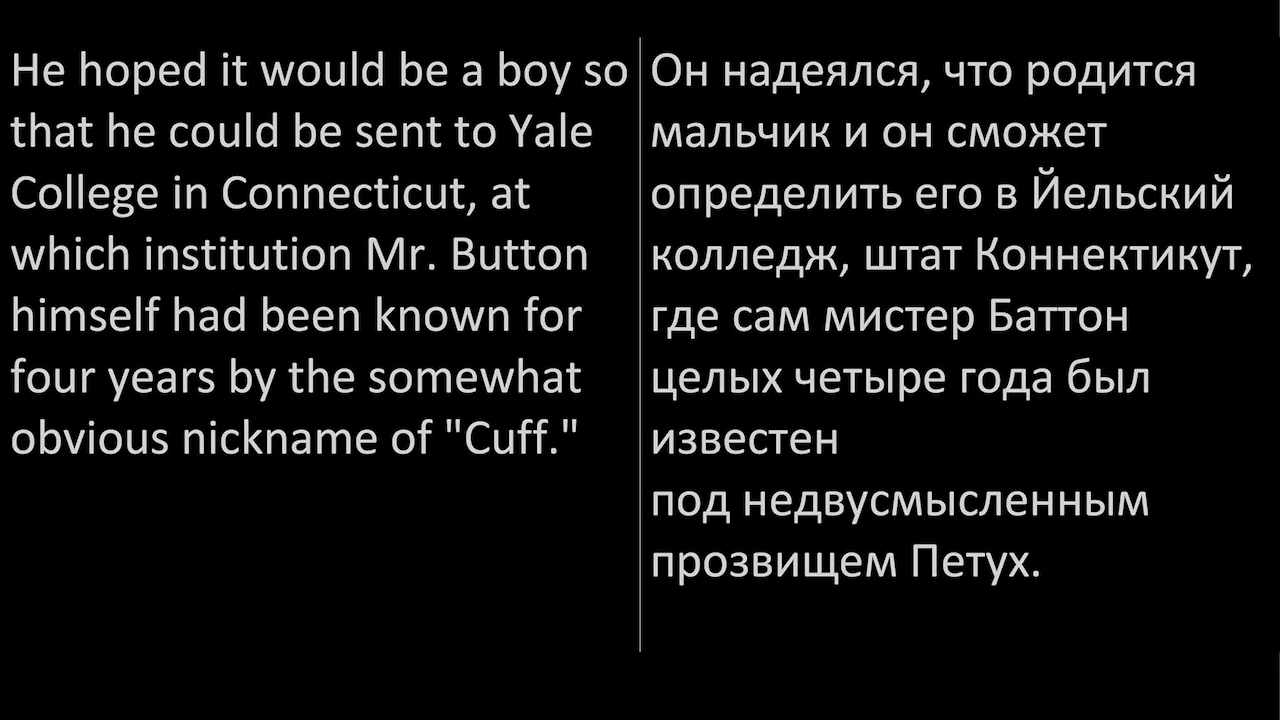 He hoped it would be a boy so
that he could be sent to Yale
College in Connecticut, at
which institution Mr. Button
himself had been known for
four years by the somewhat
obvious nickname of "Cuff."
Он надеялся, что родится
мальчик и он сможет
определить его в Йельский
колледж, штат Коннектикут,
где сам мистер Баттон
целых четыре года был
известен
под недвусмысленным
прозвищем Петух.